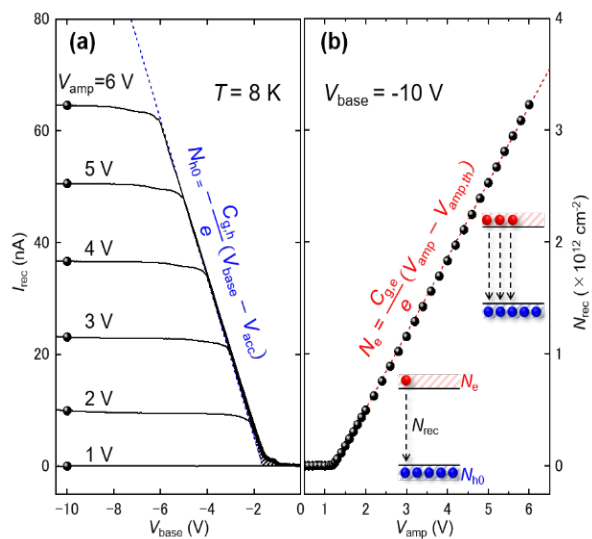 (a)
V_amp=6 V
5 V
4 V
3 V
2 V
1 V
T = 8 K
N_h0 = - C_g,h/e (V_base - V_acc)
80
60
40
20
0
I_rec (nA)
-10 -8 -6 -4 -2 0
V_base (V)
(b)
V_base = -10 V
N_e = C_g,e/e (V_amp - V_amp,th)
N_e
N_rec
N_h0
4
3
2
1
0
N_rec (× 10^12 cm^-2)
1 2 3 4 5 6
V_amp (V)